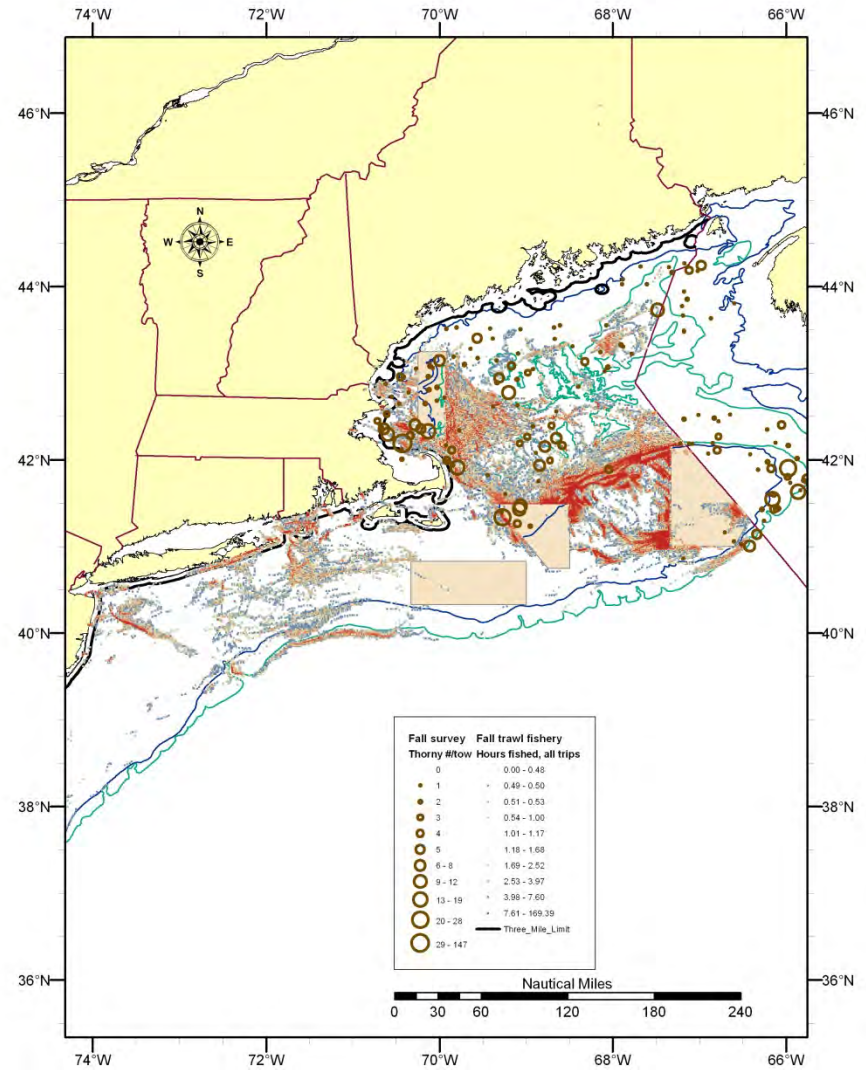 74°W 72°W 70°W 68°W 66°W
46°N 46°N
N
W E
S
44°N 44°N
42°N 42°N
40°N 40°N
Fall survey Fall trawl fishery
Thorny #/tow Hours fished, all trips
0 0.00 - 0.48
1 0.49 - 0.50
2 0.51 - 0.53
3 0.54 - 1.00
4 1.01 - 1.17
5 1.18 - 1.68
6 - 8 1.69 - 2.52
9 - 12 2.53 - 3.97
13 - 19 3.98 - 7.60
20 - 28 7.61 - 169.39
29 - 147 Three_Mile_Limit
38°N 38°N
36°N 36°N
Nautical Miles
0 30 60 120 180 240
74°W 72°W 70°W 68°W 66°W